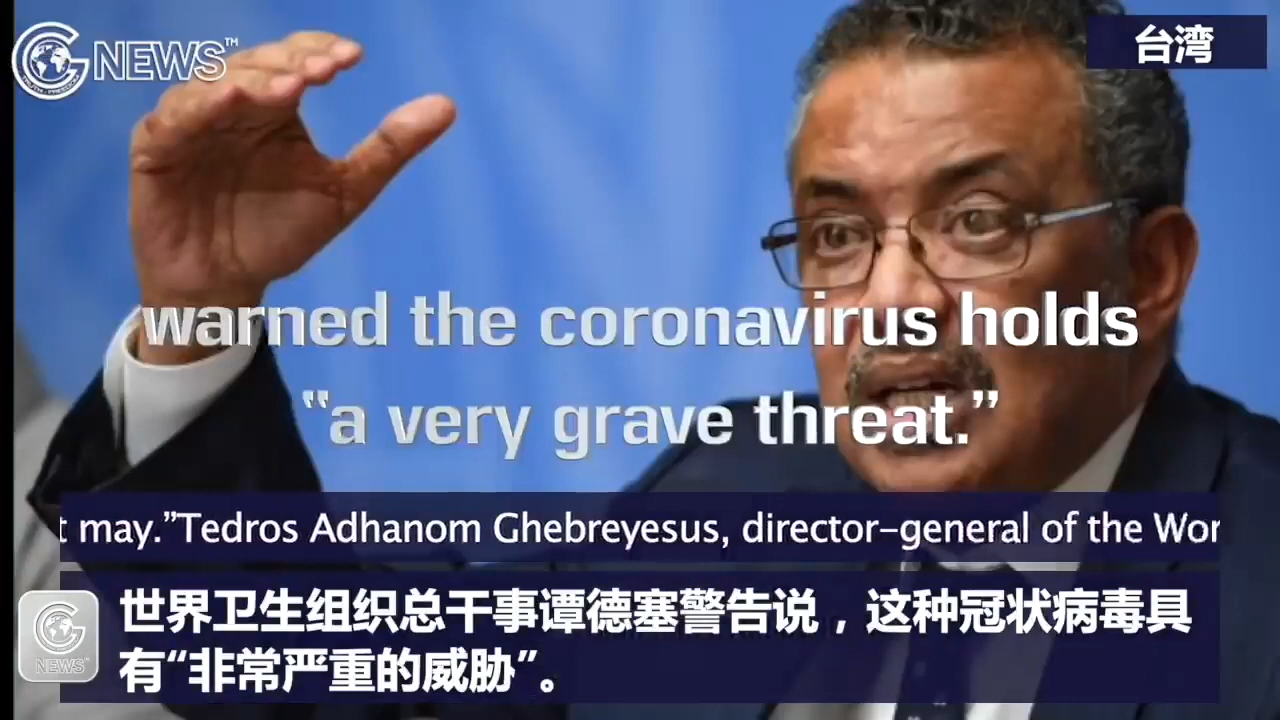 NEWS™
台湾
warned the coronavirus holds
“a very grave threat.”
t may.”Tedros Adhanom Ghebreyesus, director-general of the Wor
世界卫生组织总干事谭德塞警告说，这种冠状病毒具
有“非常严重的威胁”。
NEWS